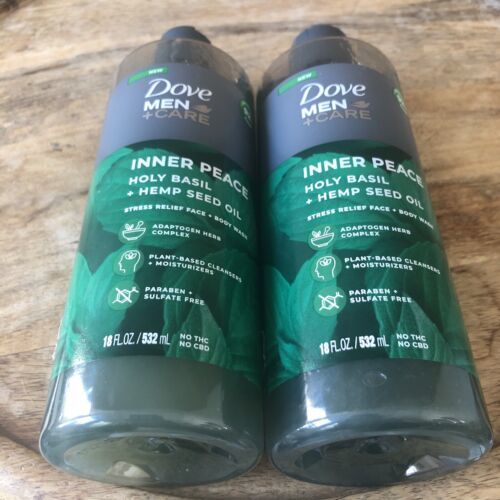 NEW
Dove
MEN
+CARE
INNER PEACE
HOLY BASIL
+ HEMP SEED OIL
STRESS RELIEF FACE + BODY WASH
ADAPTOGEN HERB
COMPLEX
PLANT-BASED CLEANSERS
+ MOISTURIZERS
PARABEN +
SULFATE FREE
18 FL.OZ. / 532 mL
NO THC
NO CBD
NEW
Dove
MEN
+CARE
INNER PEACE
HOLY BASIL
+ HEMP SEED OIL
STRESS RELIEF FACE + BODY WASH
ADAPTOGEN HERB
COMPLEX
PLANT-BASED CLEANSERS
+ MOISTURIZERS
PARABEN +
SULFATE FREE
18 FL.OZ. / 532 mL
NO THC
NO CBD